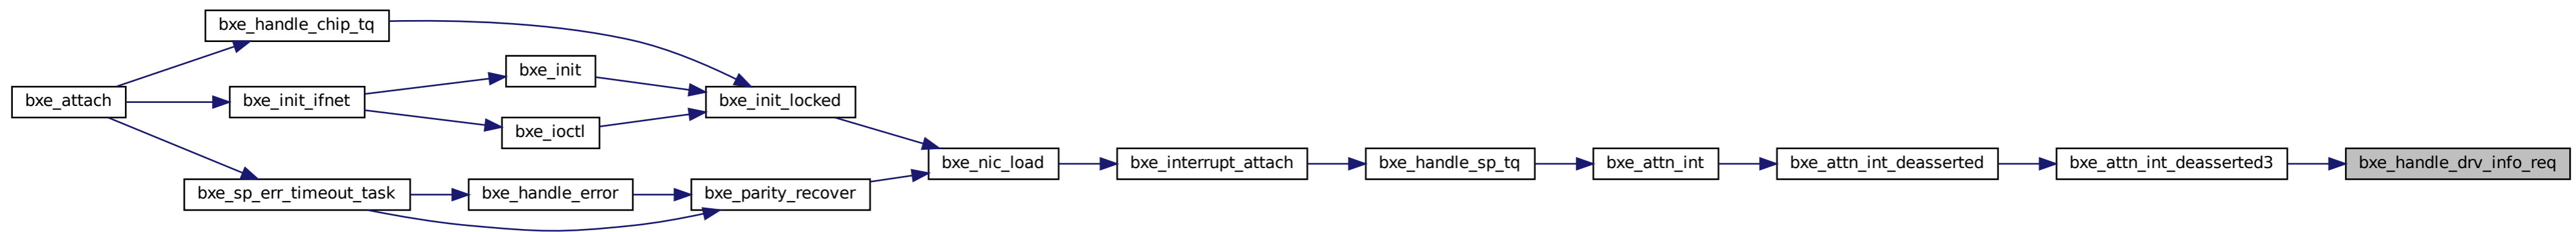 bxe_handle_chip_tq
bxe_init
bxe_attach
bxe_init_ifnet
bxe_init_locked
bxe_ioctl
bxe_nic_load
bxe_interrupt_attach
bxe_handle_sp_tq
bxe_attn_int
bxe_attn_int_deasserted
bxe_attn_int_deasserted3
bxe_handle_drv_info_req
bxe_sp_err_timeout_task
bxe_handle_error
bxe_parity_recover